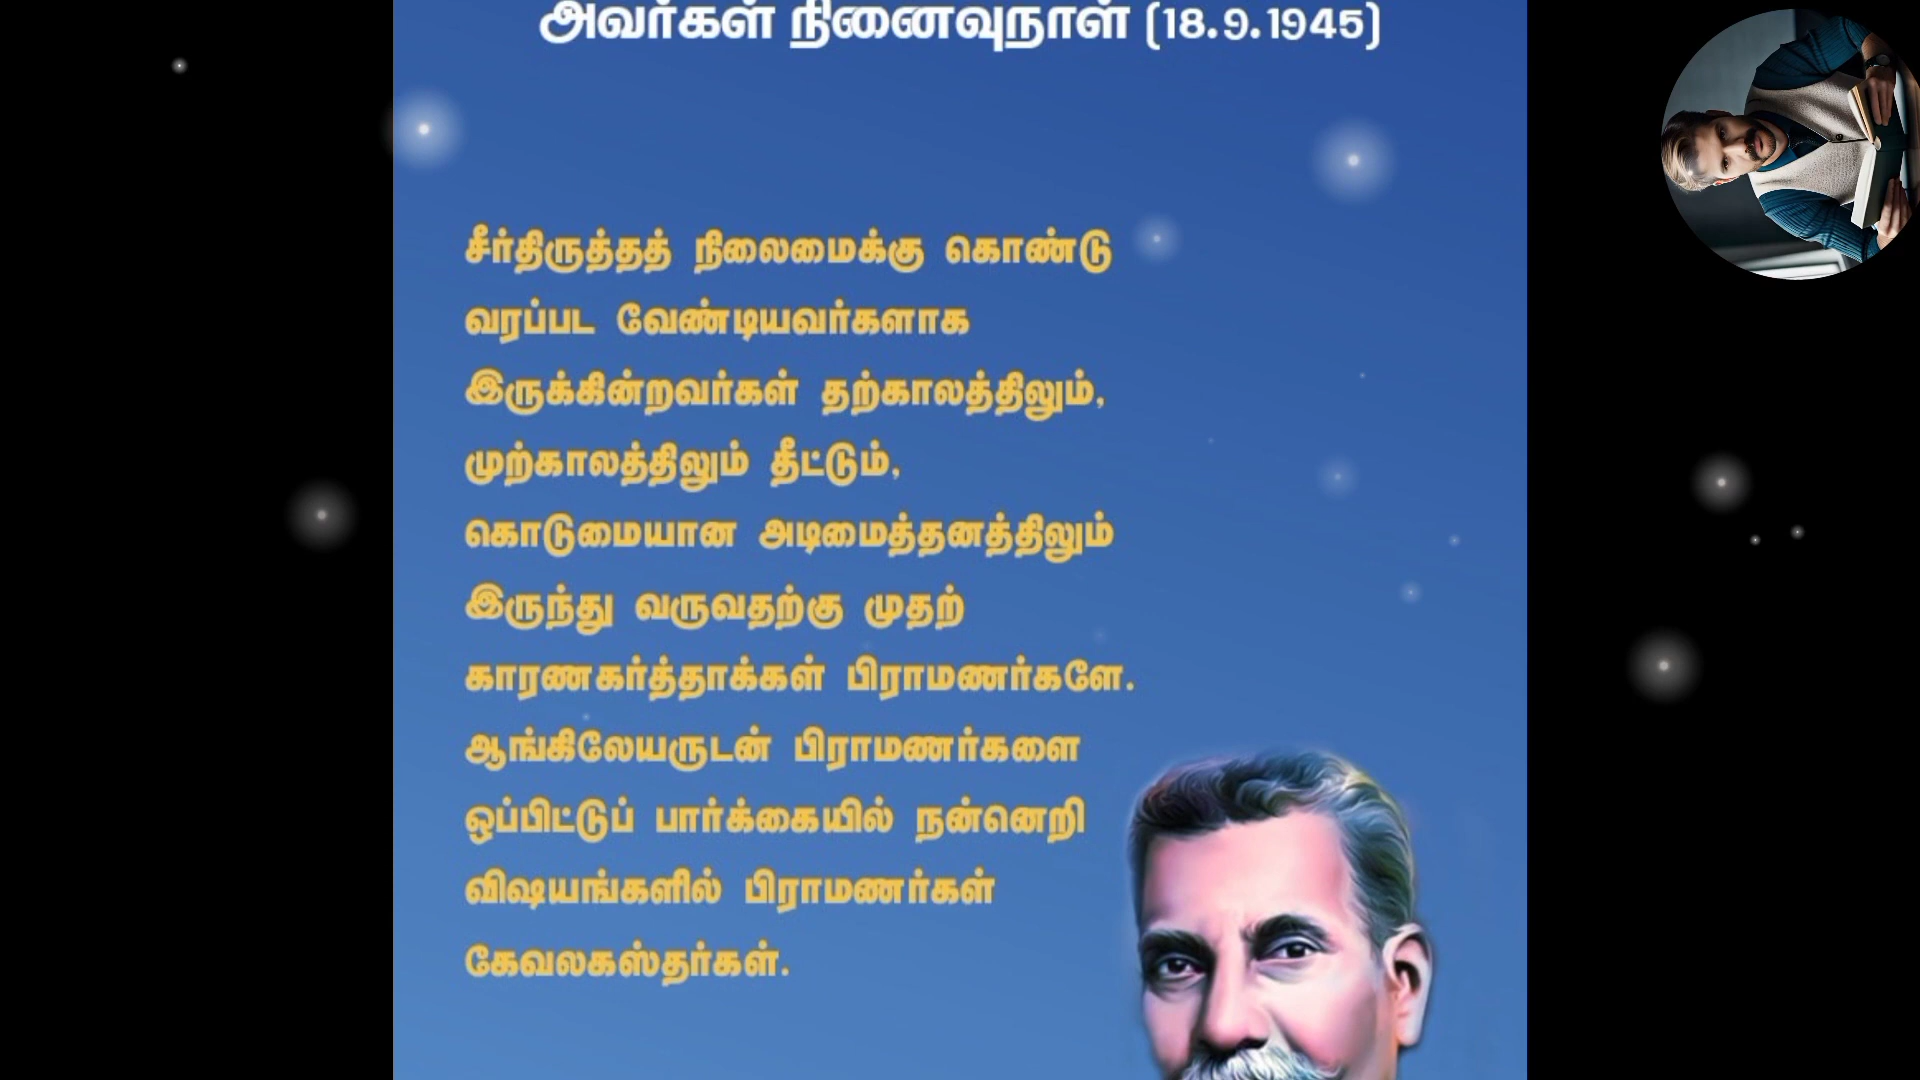 அவர்கள் நினைவுநாள் (18.9.1945)
சீர்திருத்தத் நிலைமைக்கு கொண்டு
வரப்பட வேண்டியவர்களாக
இருக்கின்றவர்கள் தற்காலத்திலும்,
முற்காலத்திலும் தீட்டும்,
கொடுமையான அடிமைத்தனத்திலும்
இருந்து வருவதற்கு முதற்
காரணகர்த்தாக்கள் பிராமணர்களே.
ஆங்கிலேயருடன் பிராமணர்களை
ஒப்பிட்டுப் பார்க்கையில் நன்னெறி
விஷயங்களில் பிராமணர்கள்
கேவலகஸ்தர்கள்.